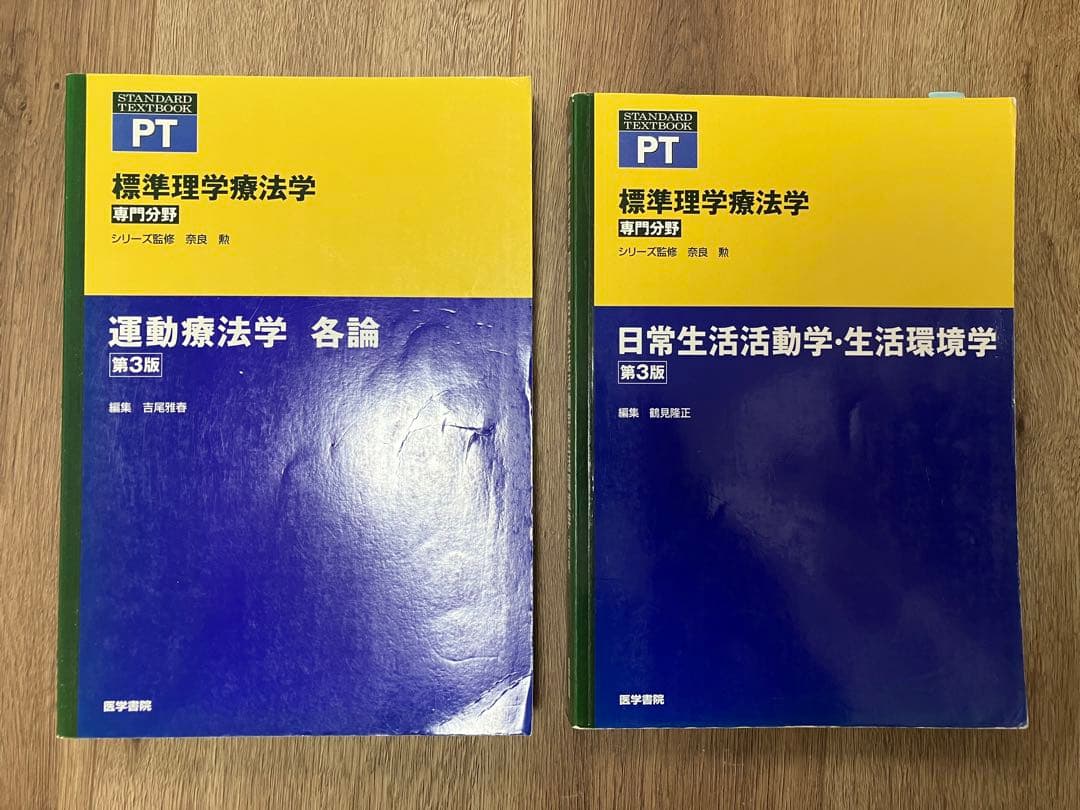 STANDARD
TEXTBOOK
PT
標準理学療法学
専門分野
シリーズ監修 奈良 勲
運動療法学 各論
第3版
編集 吉尾雅春
医学書院
STANDARD
TEXTBOOK
PT
標準理学療法学
専門分野
シリーズ監修 奈良 勲
日常生活活動学・生活環境学
第3版
編集 鶴見隆正
医学書院